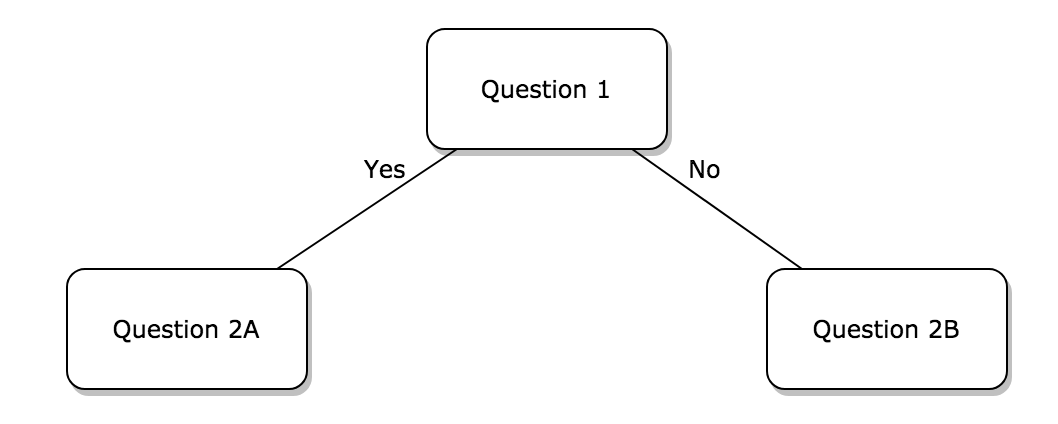 Question 1
Yes
No
Question 2A
Question 2B